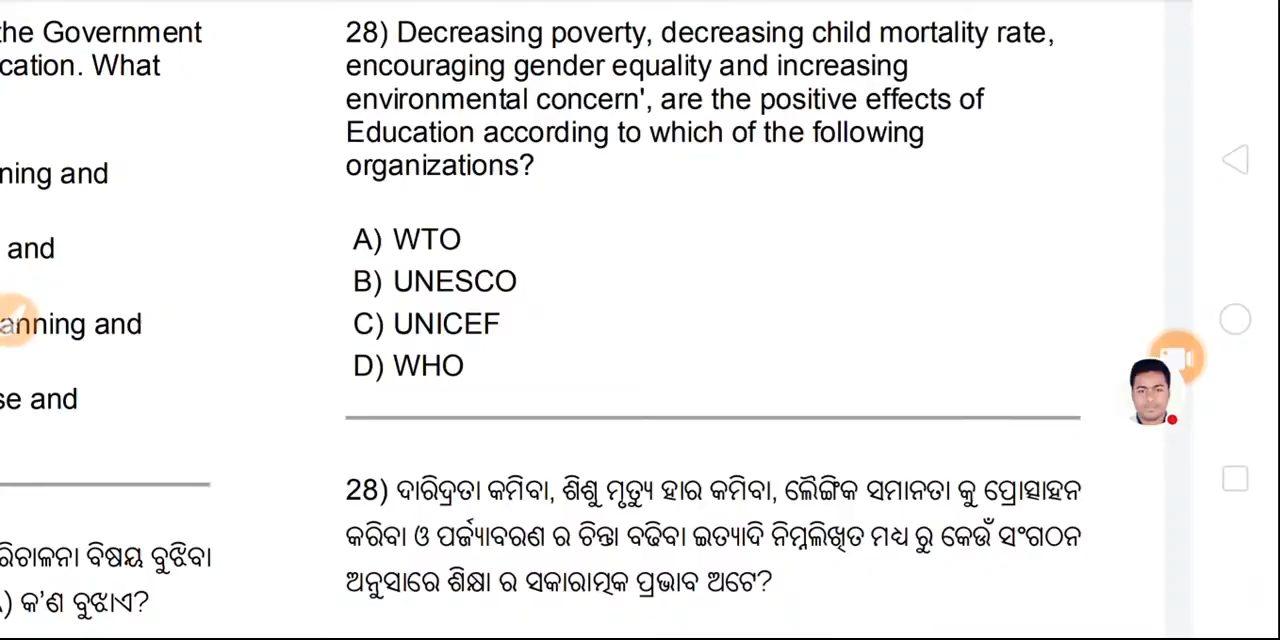 the Government
cation. What
ning and
and
anning and
se and
ରିଚାଳନା ବିଷୟ ବୁଝିବା
) କ'ଣ ବୁଝାଏ?
28) Decreasing poverty, decreasing child mortality rate,
encouraging gender equality and increasing
environmental concern', are the positive effects of
Education according to which of the following
organizations?
A) WTO
B) UNESCO
C) UNICEF
D) WHO
28) ଦାରିଦ୍ରତା କମିବା, ଶିଶୁ ମୃତ୍ୟୁ ହାର କମିବା, ଲୈଙ୍ଗିକ ସମାନତା କୁ ପ୍ରୋତ୍ସାହନ
କରିବା ଓ ପର୍ଜ୍ୟାବରଣ ର ଚିନ୍ତା ବଢିବା ଇତ୍ୟାଦି ନିମ୍ନଲିଖିତ ମଧ୍ୟ ରୁ କେଉଁ ସଂଗଠନ
ଅନୁସାରେ ଶିକ୍ଷା ର ସକାରାତ୍ମକ ପ୍ରଭାବ ଅଟେ?